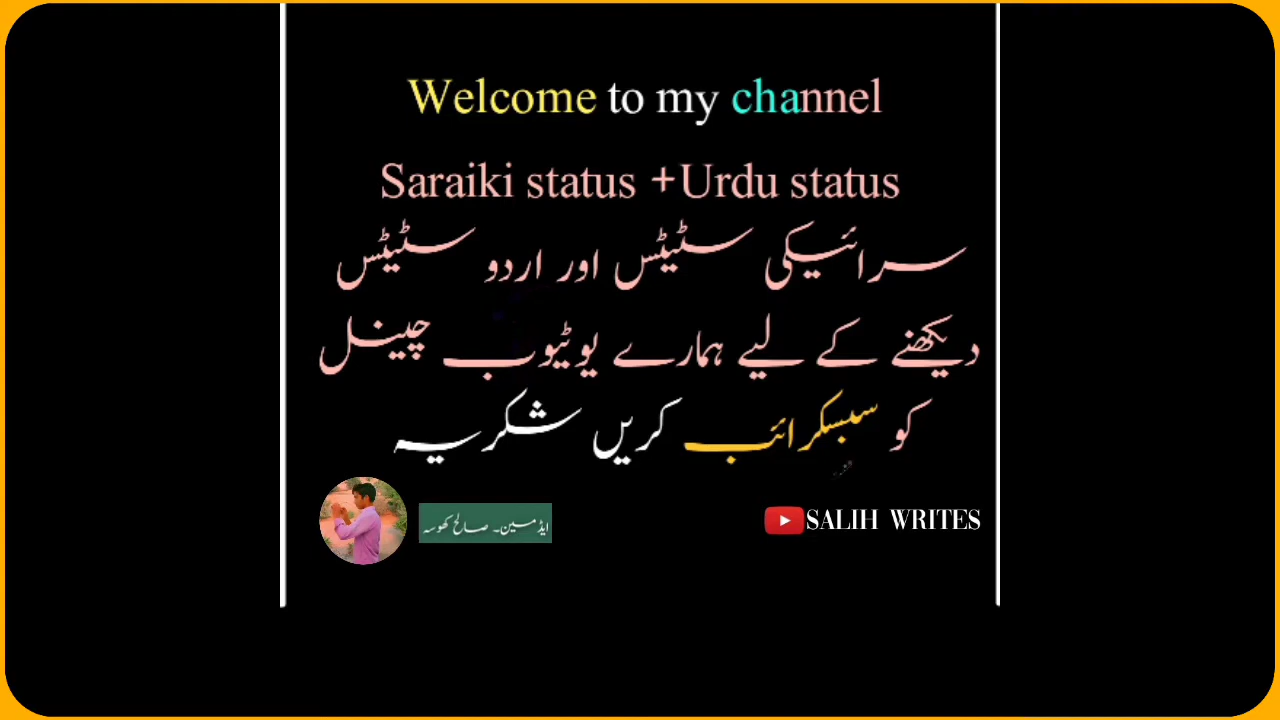 Welcome to my channel
Saraiki status +Urdu status
سرائیکی سٹیٹس اور اردو سٹیٹس
دیکھنے کے لیے ہمارے یوٹیوب چینل
کو سبسکرائب کریں شکریہ
ایڈمین۔ صالح کھوسہ
SALIH WRITES